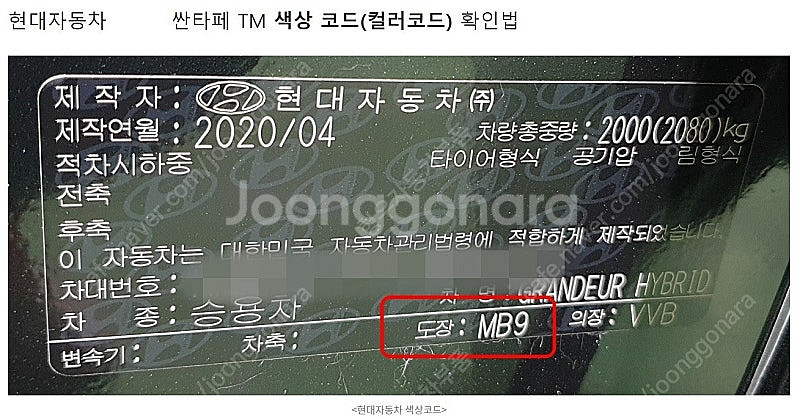 현대자동차 싼타페 TM 색상 코드(컬러코드) 확인법
제 작 자 : 현대자동차㈜
제작연월 : 2020/04 차량총중량 : 2000(2080)kg
적차시하중 타이어형식 공기압 림형식
전축
Joonggonara
후축
이 자동차는 대한민국 자동차관리법령에 적합하게 제작되었습니다.
차대번호 : 차 명 : GRANDEUR HYBRID
차 종 : 승용차
변속기 : 차축 : 도장 : MB9 의장 : VVB
<현대자동차 색상코드>